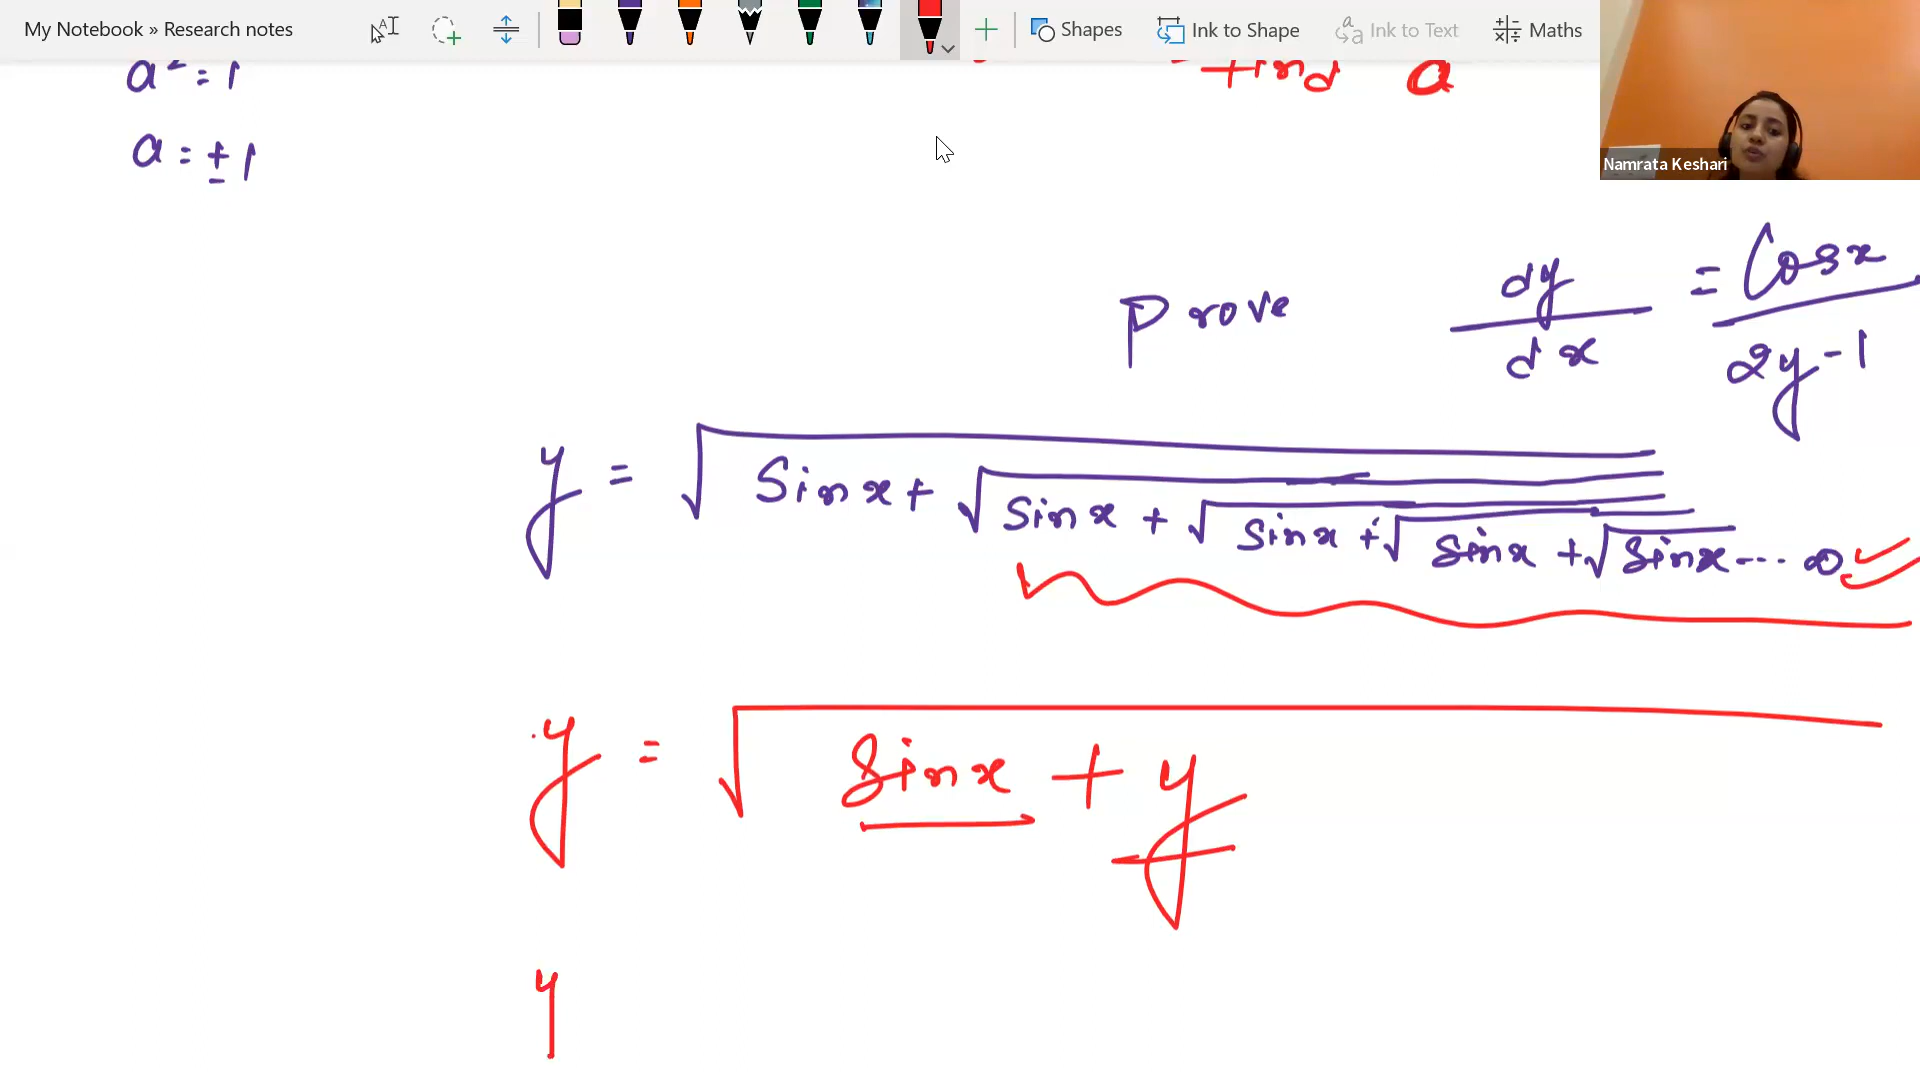 My Notebook » Research notes
Shapes
Ink to Shape
Ink to Text
Maths
Namrata Keshari
a² = 1
find a
a = ± 1
Prove dy/dx = Cosx/2y-1
y = √Sinx + √Sinx + √Sinx + √Sinx + √Sinx --- ∞
y = √Sinx + y
y